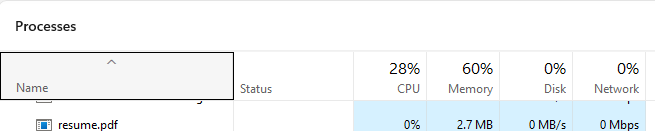 Processes
28% 60% 0% 0%
Name Status CPU Memory Disk Network
resume.pdf 0% 2.7 MB 0 MB/s 0 Mbps